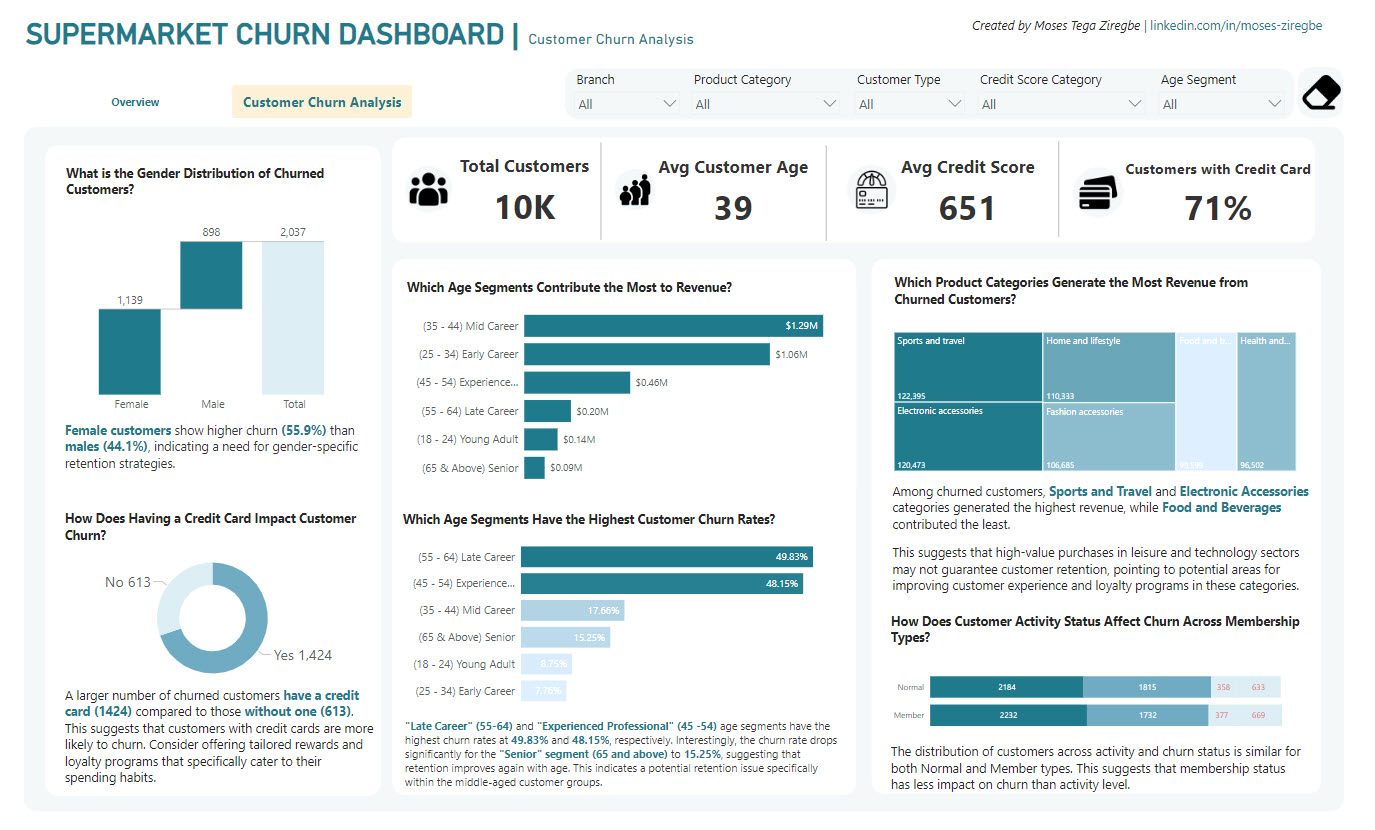 SUPERMARKET CHURN DASHBOARD | Customer Churn Analysis
Created by Moses Tega Ziregbe | linkedin.com/in/moses-ziregbe
Overview
Customer Churn Analysis
Branch
All
Product Category
All
Customer Type
All
Credit Score Category
All
Age Segment
All
What is the Gender Distribution of Churned
Customers?
1,139
898
2,037
Female
Male
Total
Female customers show higher churn (55.9%) than
males (44.1%), indicating a need for gender-specific
retention strategies.
How Does Having a Credit Card Impact Customer
Churn?
No 613
Yes 1,424
A larger number of churned customers have a credit
card (1424) compared to those without one (613).
This suggests that customers with credit cards are more
likely to churn. Consider offering tailored rewards and
loyalty programs that specifically cater to their
spending habits.
Total Customers
10K
Avg Customer Age
39
Avg Credit Score
651
Customers with Credit Card
71%
Which Age Segments Contribute the Most to Revenue?
(35 - 44) Mid Career
$1.29M
(25 - 34) Early Career
$1.06M
(45 - 54) Experience...
$0.46M
(55 - 64) Late Career
$0.20M
(18 - 24) Young Adult
$0.14M
(65 & Above) Senior
$0.09M
Which Age Segments Have the Highest Customer Churn Rates?
(55 - 64) Late Career
49.83%
(45 - 54) Experience...
48.15%
(35 - 44) Mid Career
17.66%
(65 & Above) Senior
15.25%
(18 - 24) Young Adult
8.75%
(25 - 34) Early Career
7.76%
"Late Career" (55-64) and "Experienced Professional" (45 -54) age segments have the
highest churn rates at 49.83% and 48.15%, respectively. Interestingly, the churn rate drops
significantly for the "Senior" segment (65 and above) to 15.25%, suggesting that
retention improves again with age. This indicates a potential retention issue specifically
within the middle-aged customer groups.
Which Product Categories Generate the Most Revenue from
Churned Customers?
Sports and travel
122,395
Electronic accessories
120,473
Home and lifestyle
110,333
Fashion accessories
106,685
Food and b...
Health and...
96,502
Among churned customers, Sports and Travel and Electronic Accessories
categories generated the highest revenue, while Food and Beverages
contributed the least.
This suggests that high-value purchases in leisure and technology sectors
may not guarantee customer retention, pointing to potential areas for
improving customer experience and loyalty programs in these categories.
How Does Customer Activity Status Affect Churn Across Membership
Types?
Normal
2184
1815
358
633
Member
2232
1732
377
669
The distribution of customers across activity and churn status is similar for
both Normal and Member types. This suggests that membership status
has less impact on churn than activity level.